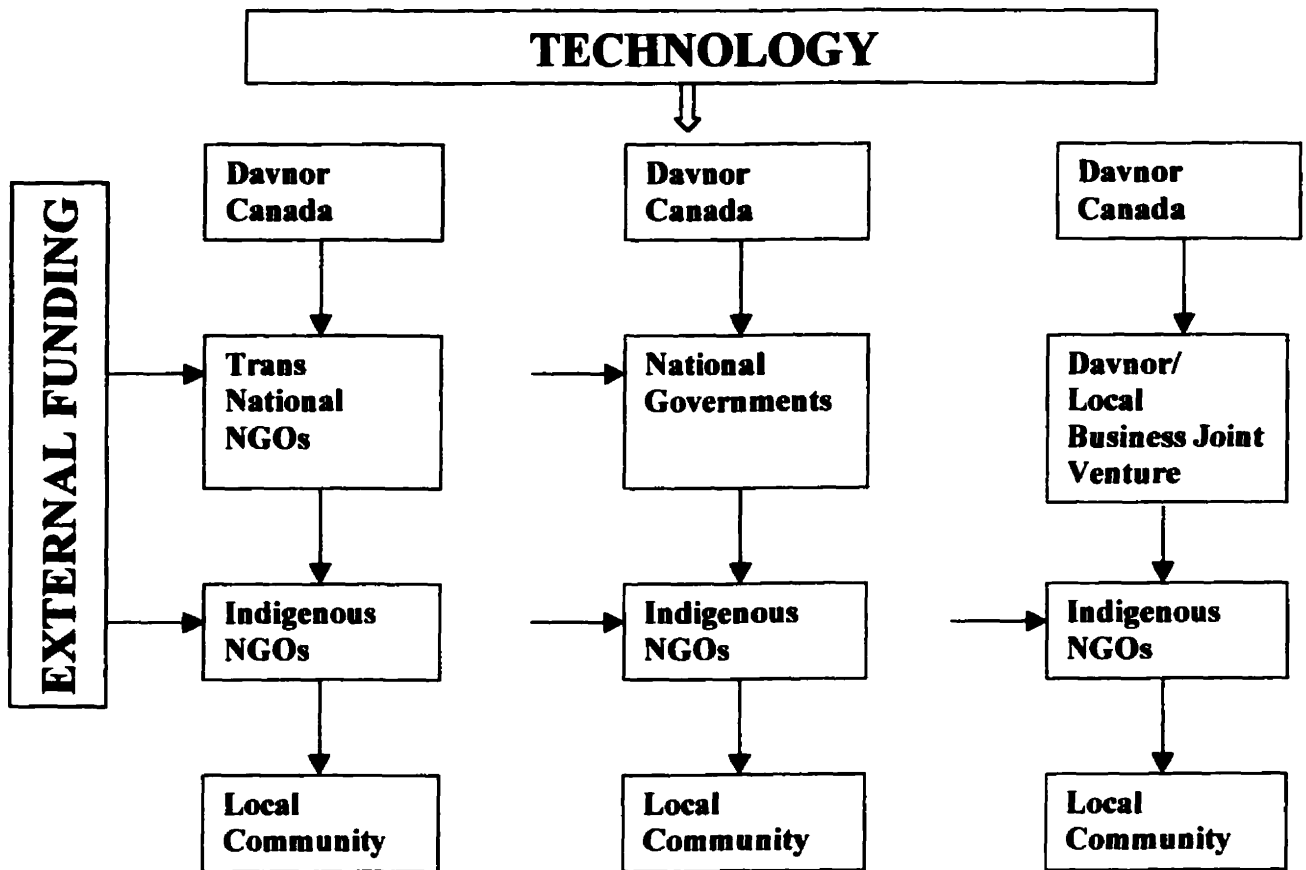 TECHNOLOGY
EXTERNAL FUNDING
Davnor
Canada
Davnor
Canada
Davnor
Canada
Trans
National
NGOs
National
Governments
Davnor/
Local
Business Joint
Venture
Indigenous
NGOs
Indigenous
NGOs
Indigenous
NGOs
Local
Community
Local
Community
Local
Community